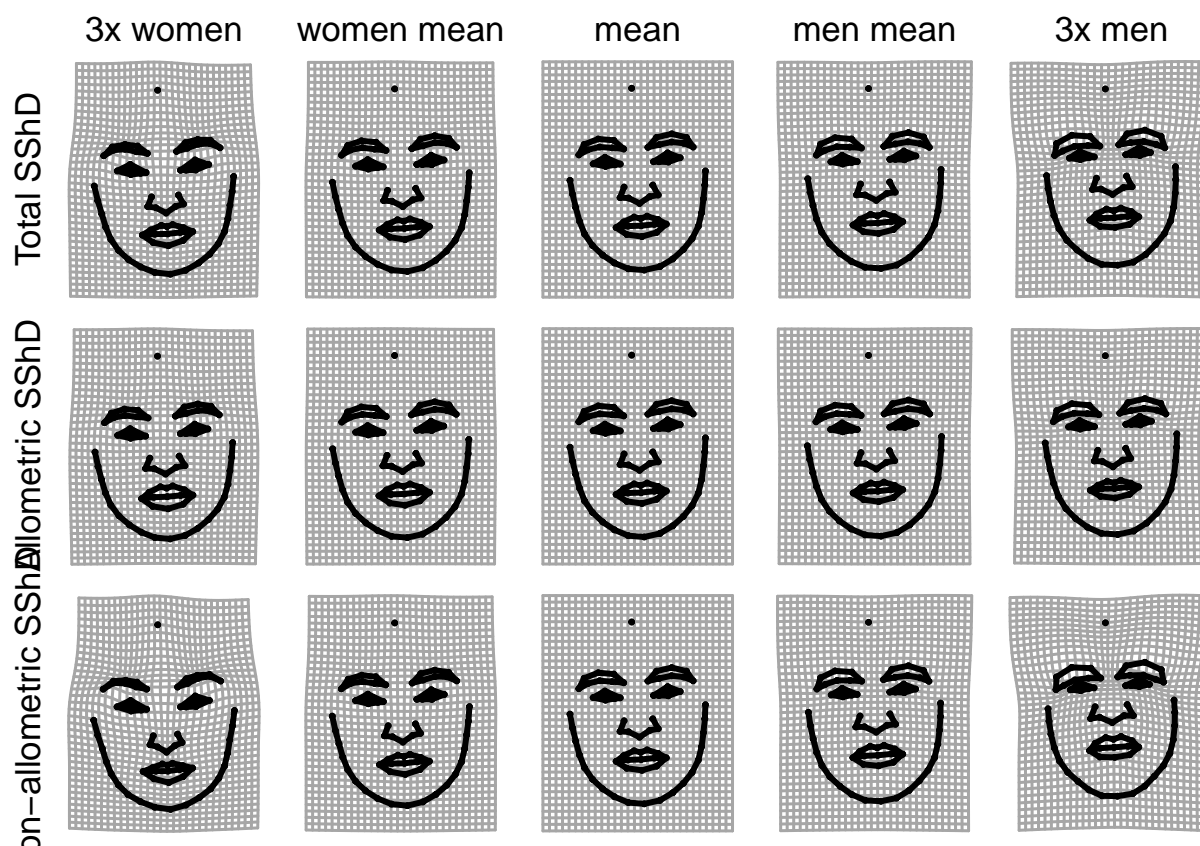 3x women
women mean
mean
men mean
3x men
Total SShD
Allometric SShD
on−allometric SShD